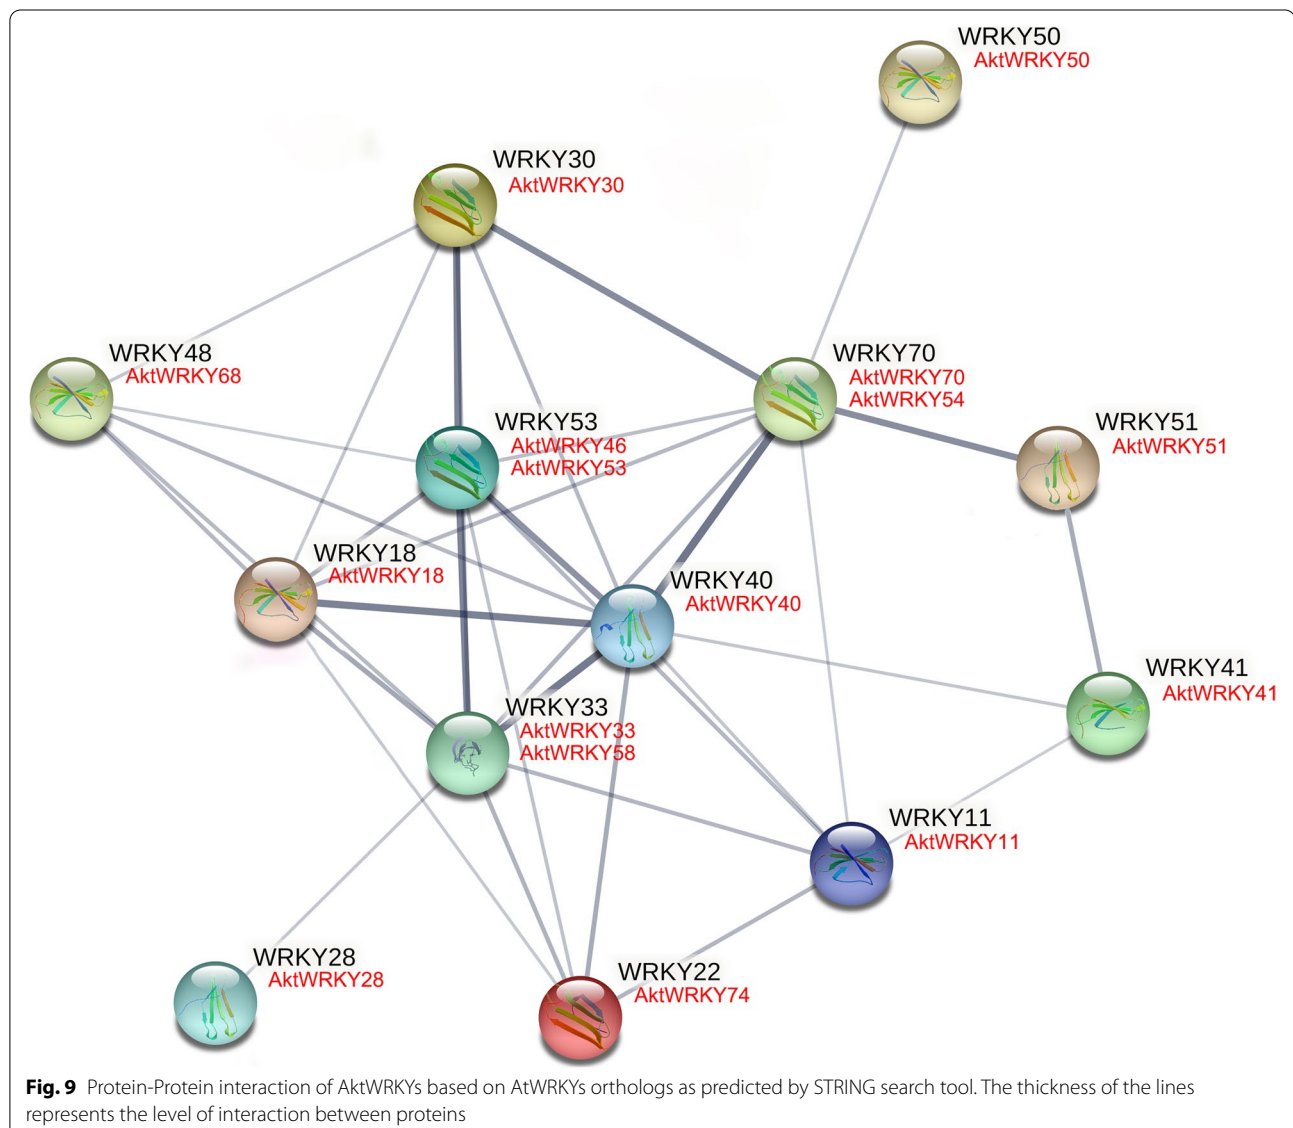 WRKY50
AktWRKY50
WRKY30
AktWRKY30
WRKY48
AktWRKY68
WRKY70
AktWRKY70
AktWRKY54
WRKY53
AktWRKY46
AktWRKY53
WRKY51
AktWRKY51
WRKY18
AktWRKY18
WRKY40
AktWRKY40
WRKY41
AktWRKY41
WRKY33
AktWRKY33
AktWRKY58
WRKY11
AktWRKY11
WRKY28
AktWRKY28
WRKY22
AktWRKY74
Fig. 9 Protein-Protein interaction of AktWRKYs based on AtWRKYs orthologs as predicted by STRING search tool. The thickness of the lines
represents the level of interaction between proteins